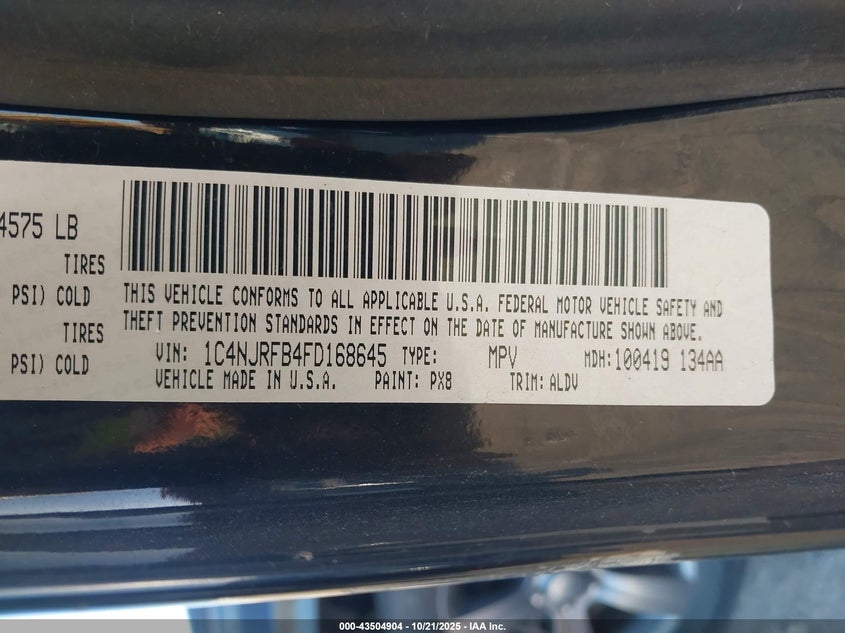 4575 LB
TIRES
PSI) COLD
TIRES
PSI) COLD
THIS VEHICLE CONFORMS TO ALL APPLICABLE U.S.A. FEDERAL MOTOR VEHICLE SAFETY AND
THEFT PREVENTION STANDARDS IN EFFECT ON THE DATE OF MANUFACTURE SHOWN ABOVE.
VIN: 1C4NJRFB4FD168645 TYPE: MPV MDH:100419 134AA
VEHICLE MADE IN U.S.A. PAINT: PX8 TRIM: ALDV
000-43504904 - 10/21/2025 - IAA Inc.